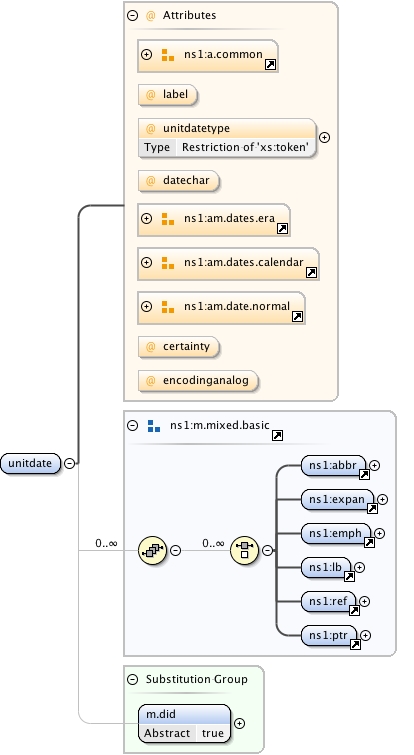 @ Attributes
ns1:a.common
@ label
@ unitdatetype
Type Restriction of 'xs:token'
@ datechar
ns1:am.dates.era
ns1:am.dates.calendar
ns1:am.date.normal
@ certainty
@ encodinganalog
unitdate
ns1:m.mixed.basic
0..∞
0..∞
ns1:abbr
ns1:expan
ns1:emph
ns1:lb
ns1:ref
ns1:ptr
Substitution Group
m.did
Abstract true